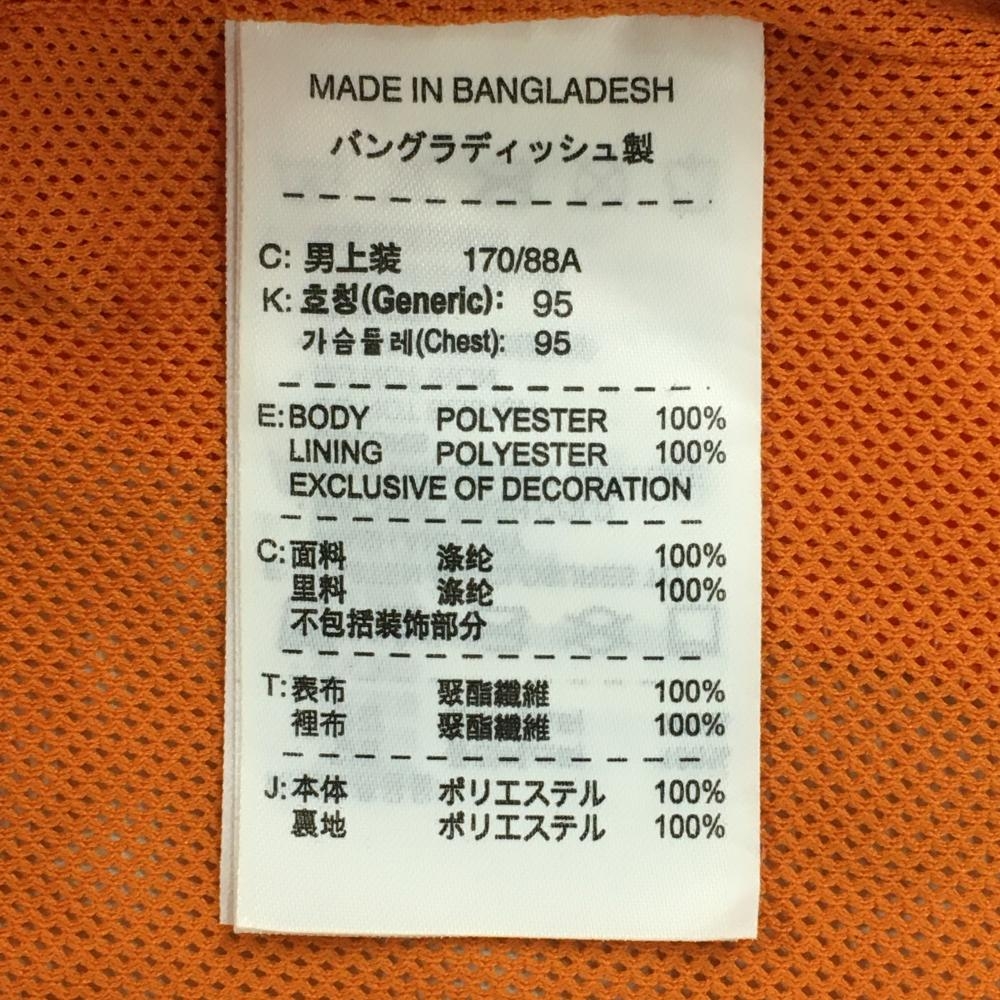 MADE IN BANGLADESH
バングラディッシュ製
C: 男上装 170/88A
K: 호칭(Generic): 95
가슴둘레(Chest): 95
E: BODY POLYESTER 100%
LINING POLYESTER 100%
EXCLUSIVE OF DECORATION
C: 面料 涤纶 100%
里料 涤纶 100%
不包括装饰部分
T: 表布 聚酯纖維 100%
裡布 聚酯纖維 100%
J: 本体 ポリエステル 100%
裏地 ポリエステル 100%